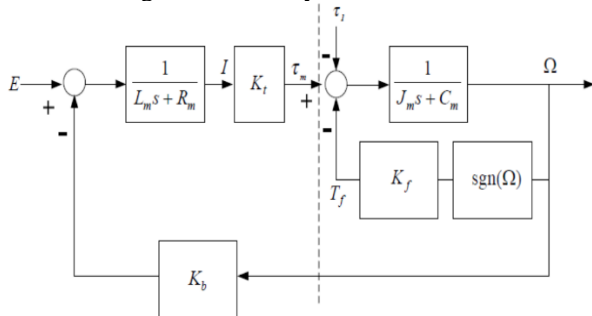 τ_l
-
E
+
-
1
L_m s + R_m
I
K_t
τ_m
+
-
1
J_m s + C_m
Ω
T_f
K_f
sgn(Ω)
K_b